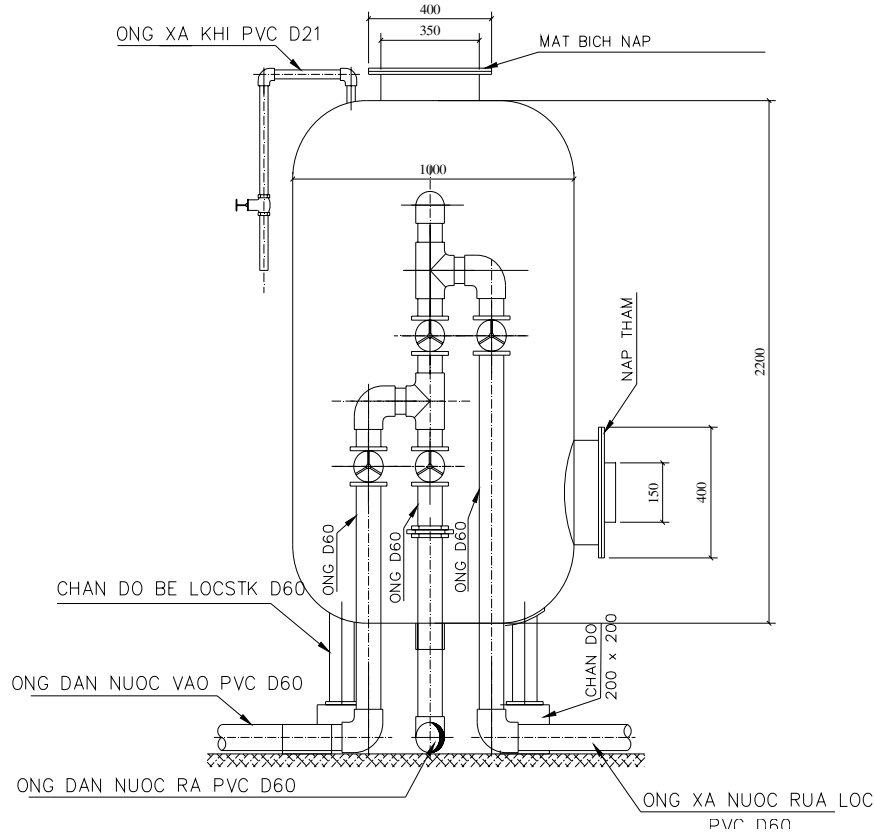 400
ONG XA KHI PVC D21
350
MAT BICH NAP
1000
NAP THAM
2200
150
400
ONG D60
ONG D60
ONG D60
CHAN DO BE LOCSTK D60
CHAN DO
200 x 200
ONG DAN NUOC VAO PVC D60
ONG DAN NUOC RA PVC D60
ONG XA NUOC RUA LOC
PVC D60